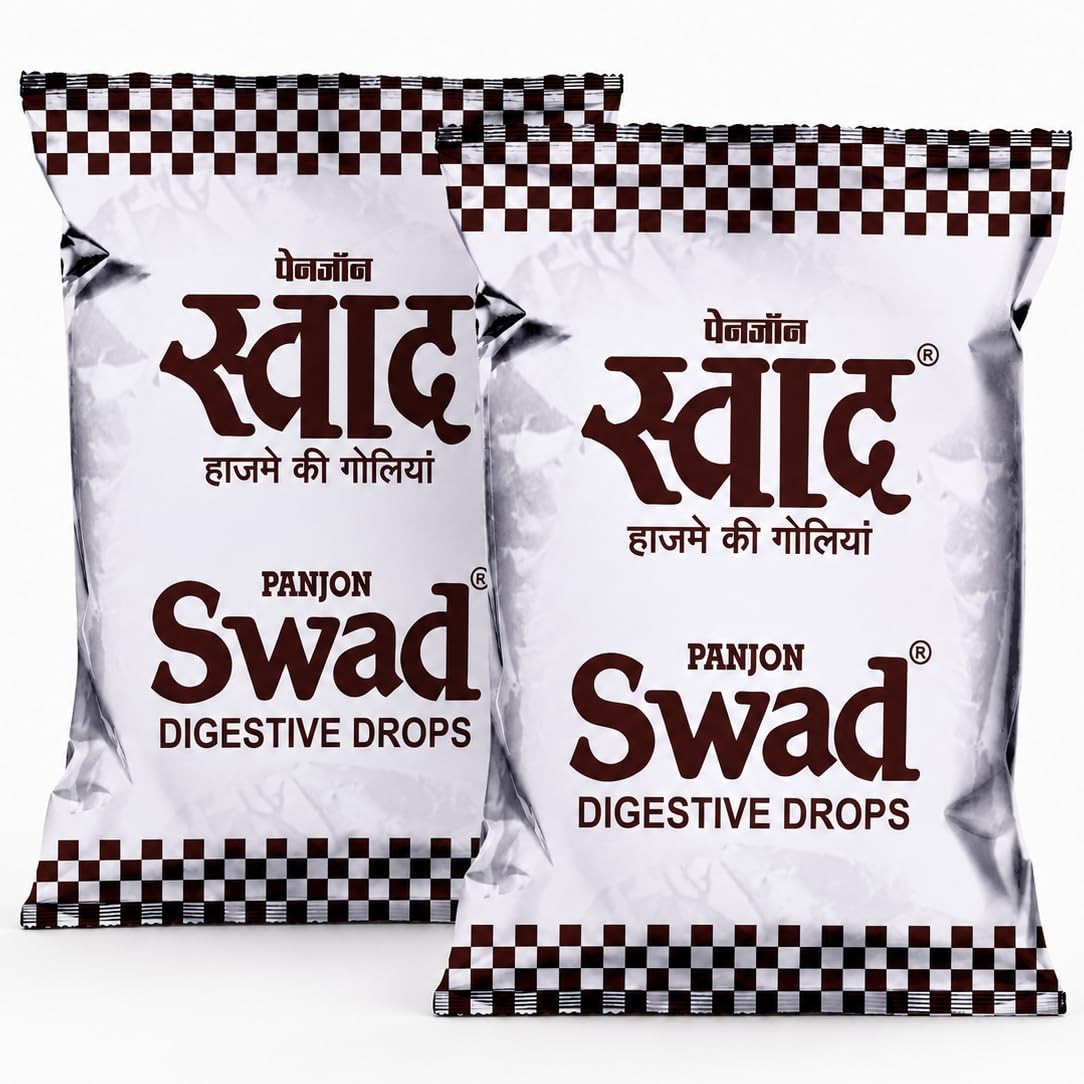 पेनजॉन
स्वाद
हाजमे की गोलियां
PANJON
Swad®
DIGESTIVE DROPS
पेनजॉन
स्वाद®
हाजमे की गोलियां
PANJON
Swad®
DIGESTIVE DROPS